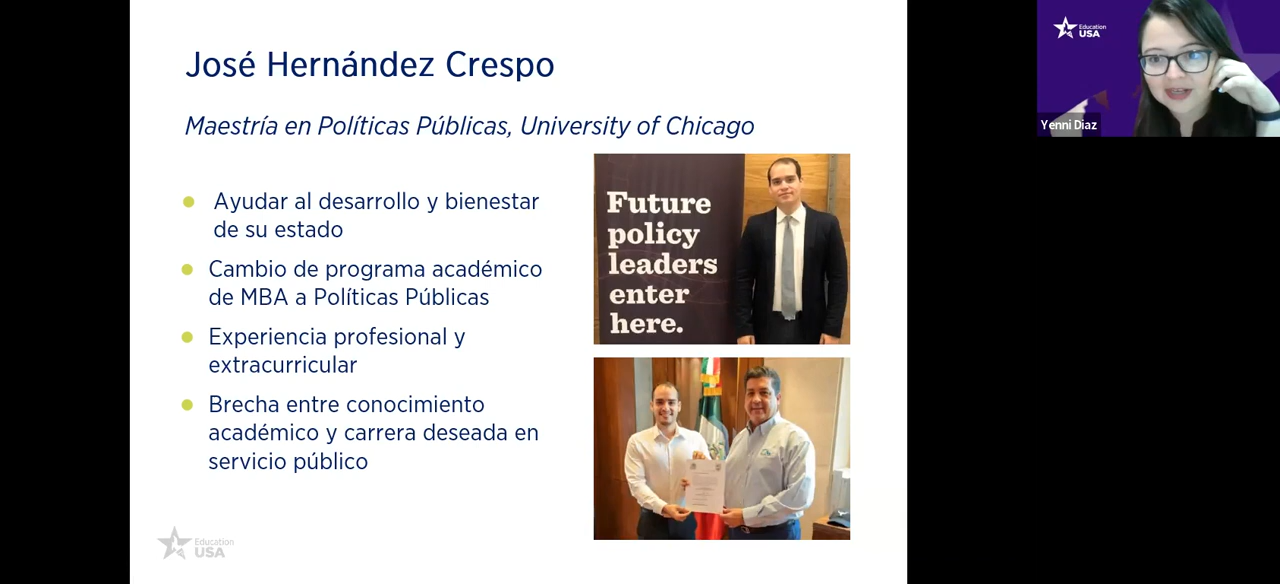 José Hernández Crespo
Maestría en Políticas Públicas, University of Chicago
Ayudar al desarrollo y bienestar
de su estado
Cambio de programa académico
de MBA a Políticas Públicas
Experiencia profesional y
extracurricular
Brecha entre conocimiento
académico y carrera deseada en
servicio público
Future
policy
leaders
enter
here.
Education
USA
Education
USA
Yenni Diaz